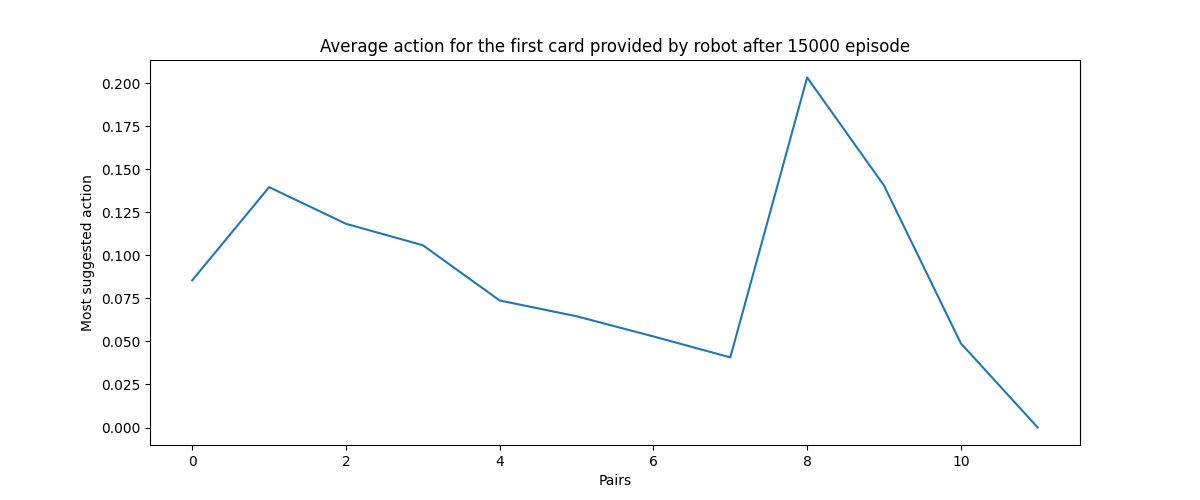 Average action for the first card provided by robot after 15000 episode
Most suggested action
0.200
0.175
0.150
0.125
0.100
0.075
0.050
0.025
0.000
0 2 4 6 8 10
Pairs